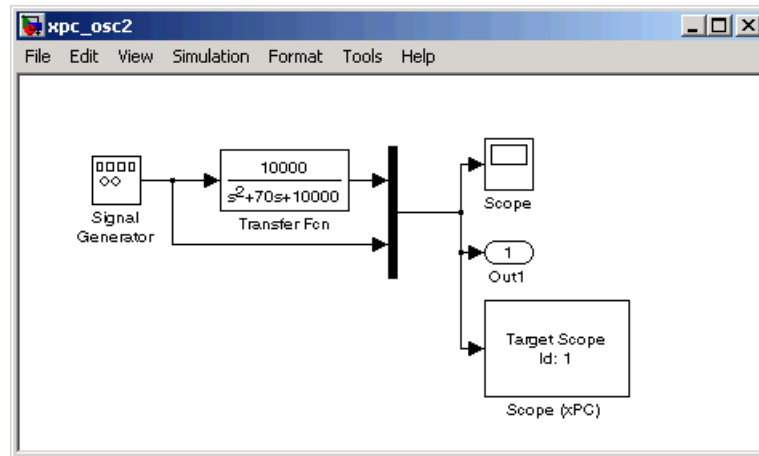 xpc_osc2
File Edit View Simulation Format Tools Help
Signal
Generator
10000
s²+70s+10000
Transfer Fcn
Scope
1
Out1
Target Scope
Id: 1
Scope (xPC)